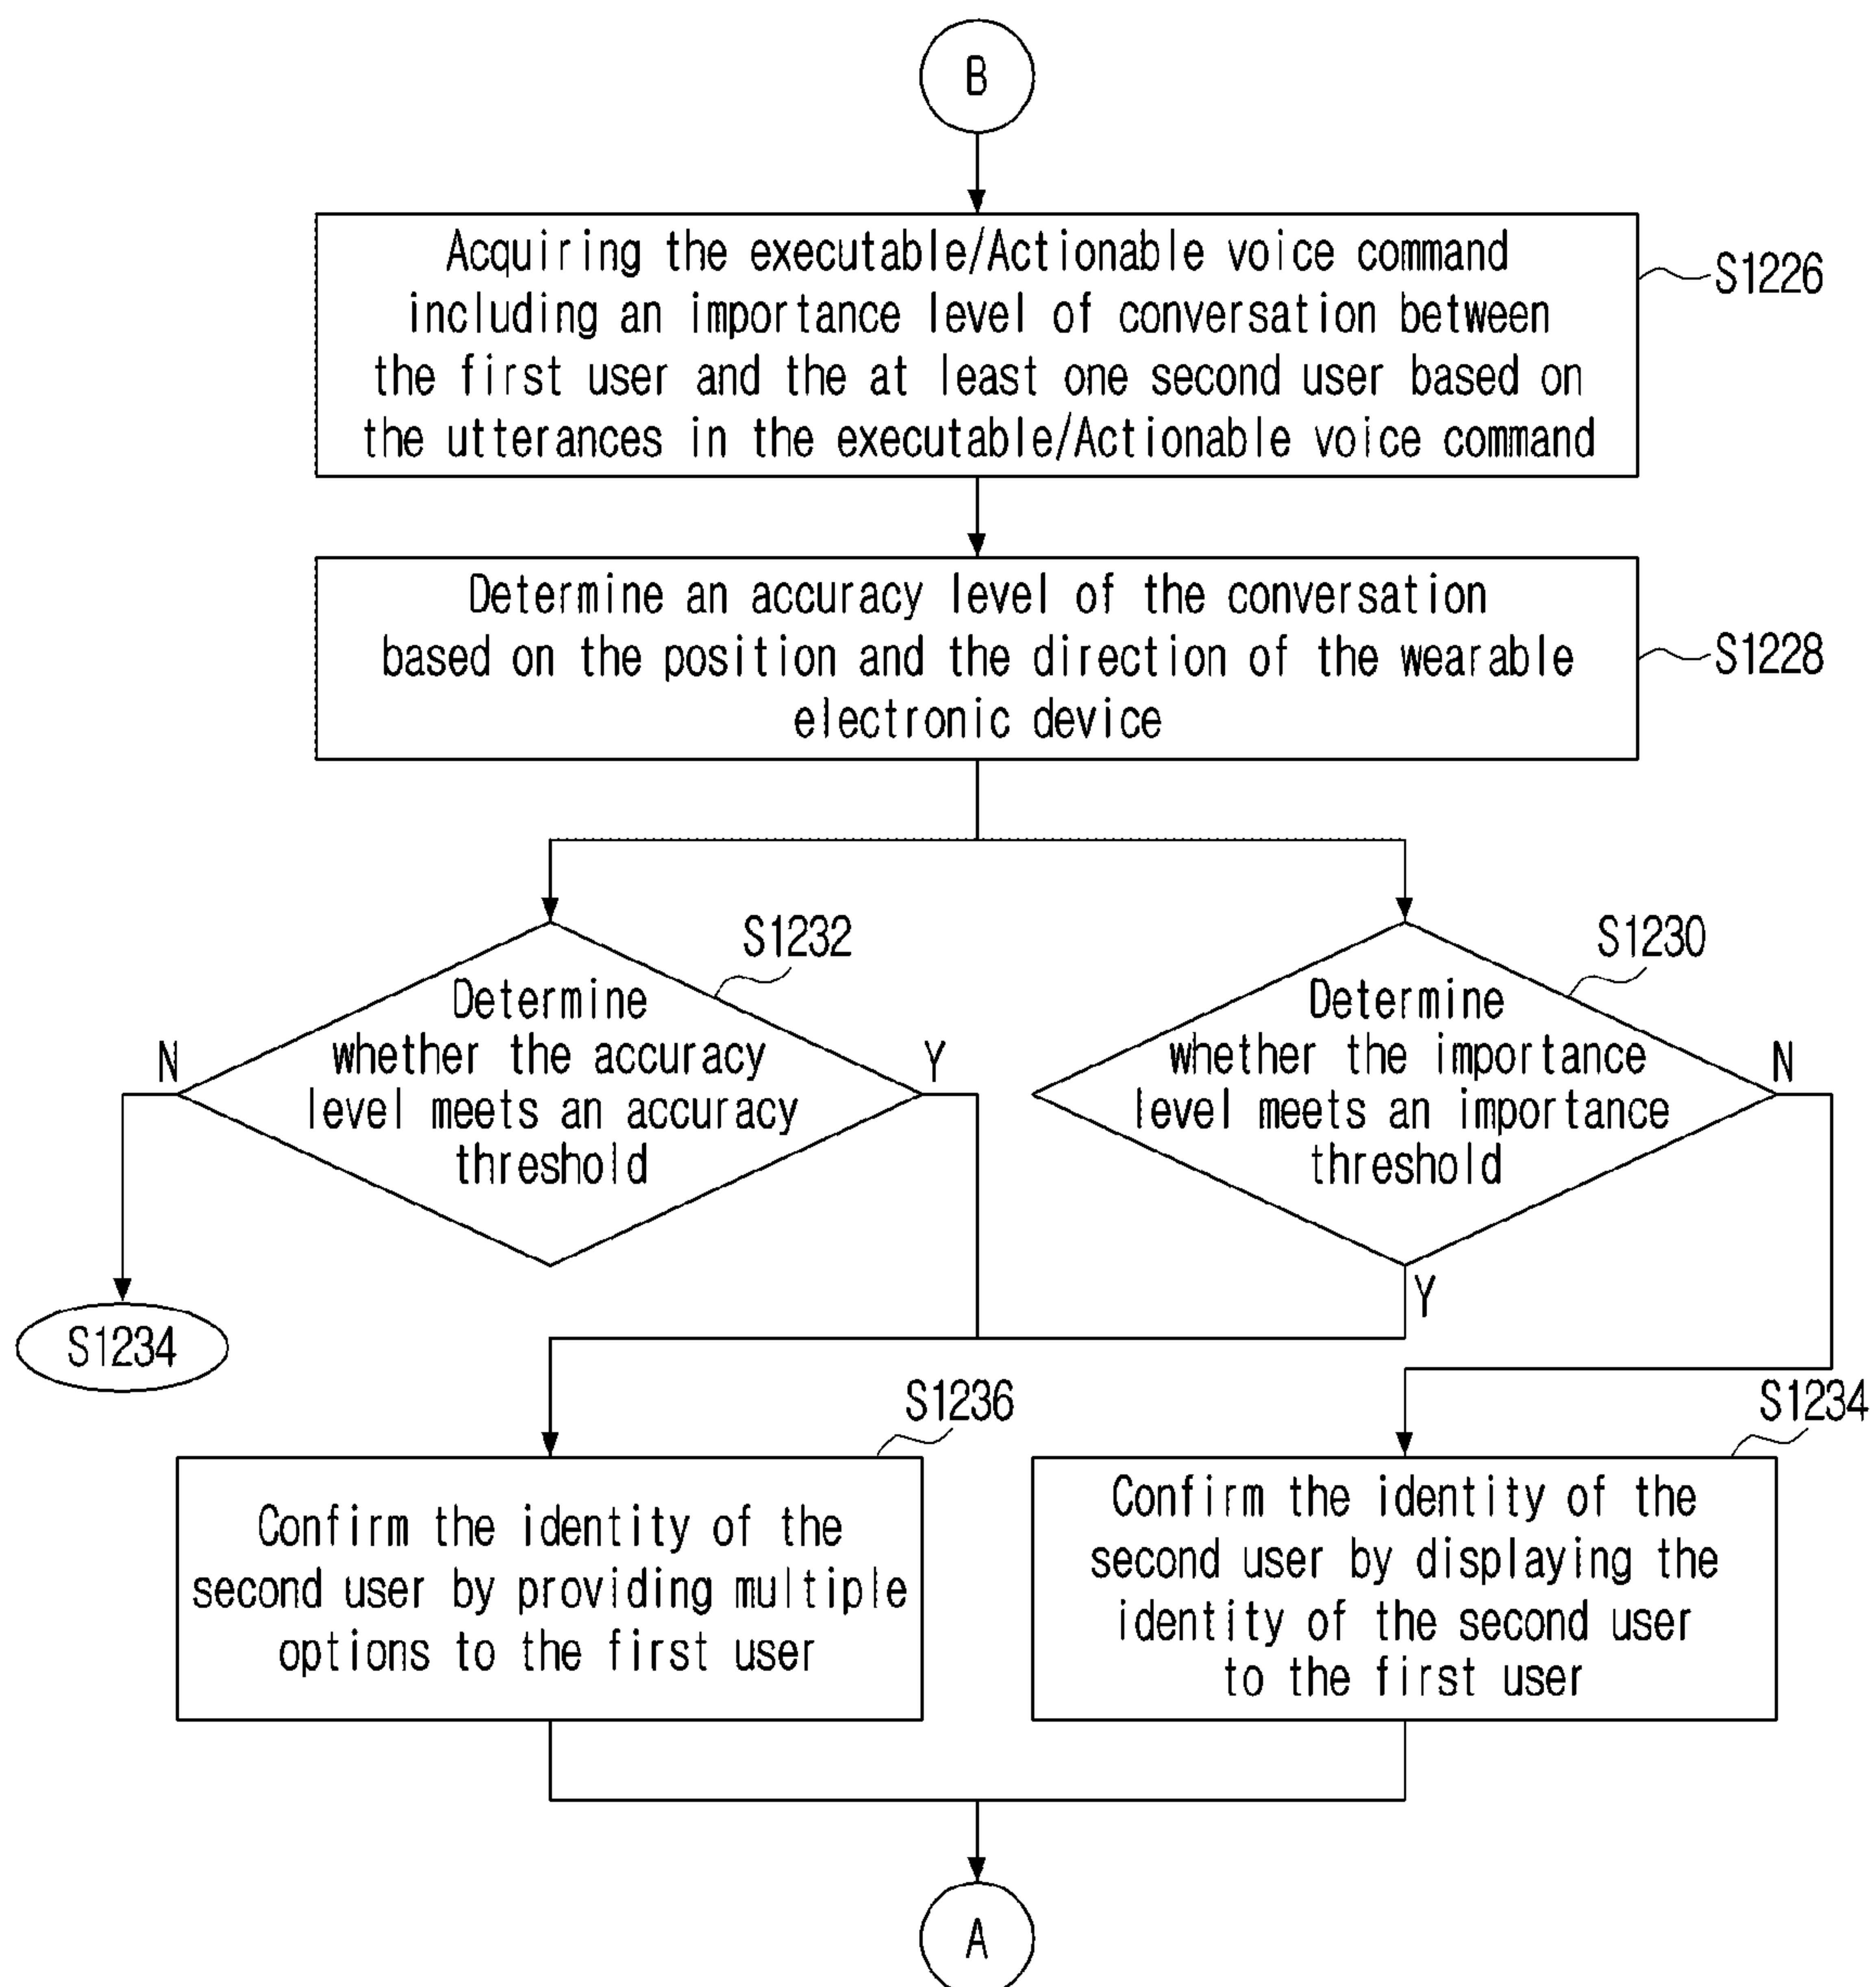 B
Acquiring the executable/Actionable voice command
including an importance level of conversation between
the first user and the at least one second user based on
the utterances in the executable/Actionable voice command
S1226
Determine an accuracy level of the conversation
based on the position and the direction of the wearable
electronic device
S1228
S1232
Determine
whether the accuracy
level meets an accuracy
threshold
N
Y
S1230
Determine
whether the importance
level meets an importance
threshold
N
Y
S1234
S1236
Confirm the identity of the
second user by providing multiple
options to the first user
S1234
Confirm the identity of the
second user by displaying the
identity of the second user
to the first user
A